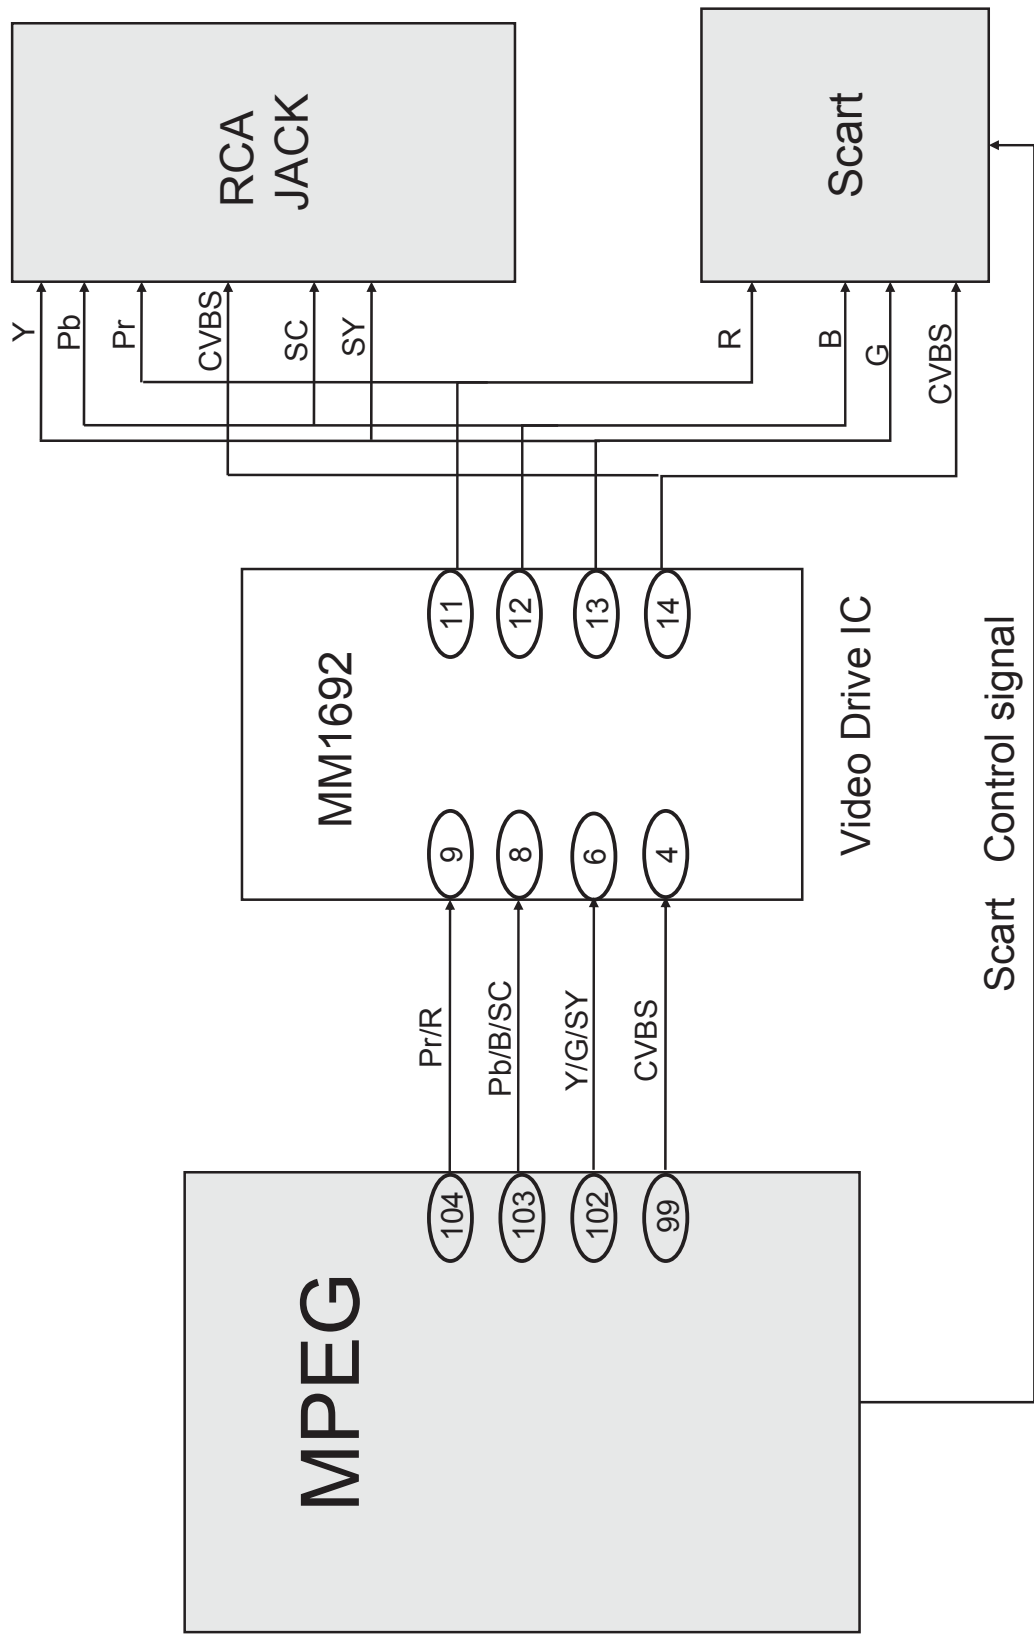 MPEG
104
103
102
99
Pr/R
Pb/B/SC
Y/G/SY
CVBS
MM1692
9
8
6
4
11
12
13
14
Video Drive IC
Scart Control signal
Y
Pb
Pr
CVBS
SC
SY
R
B
G
CVBS
RCA
JACK
Scart